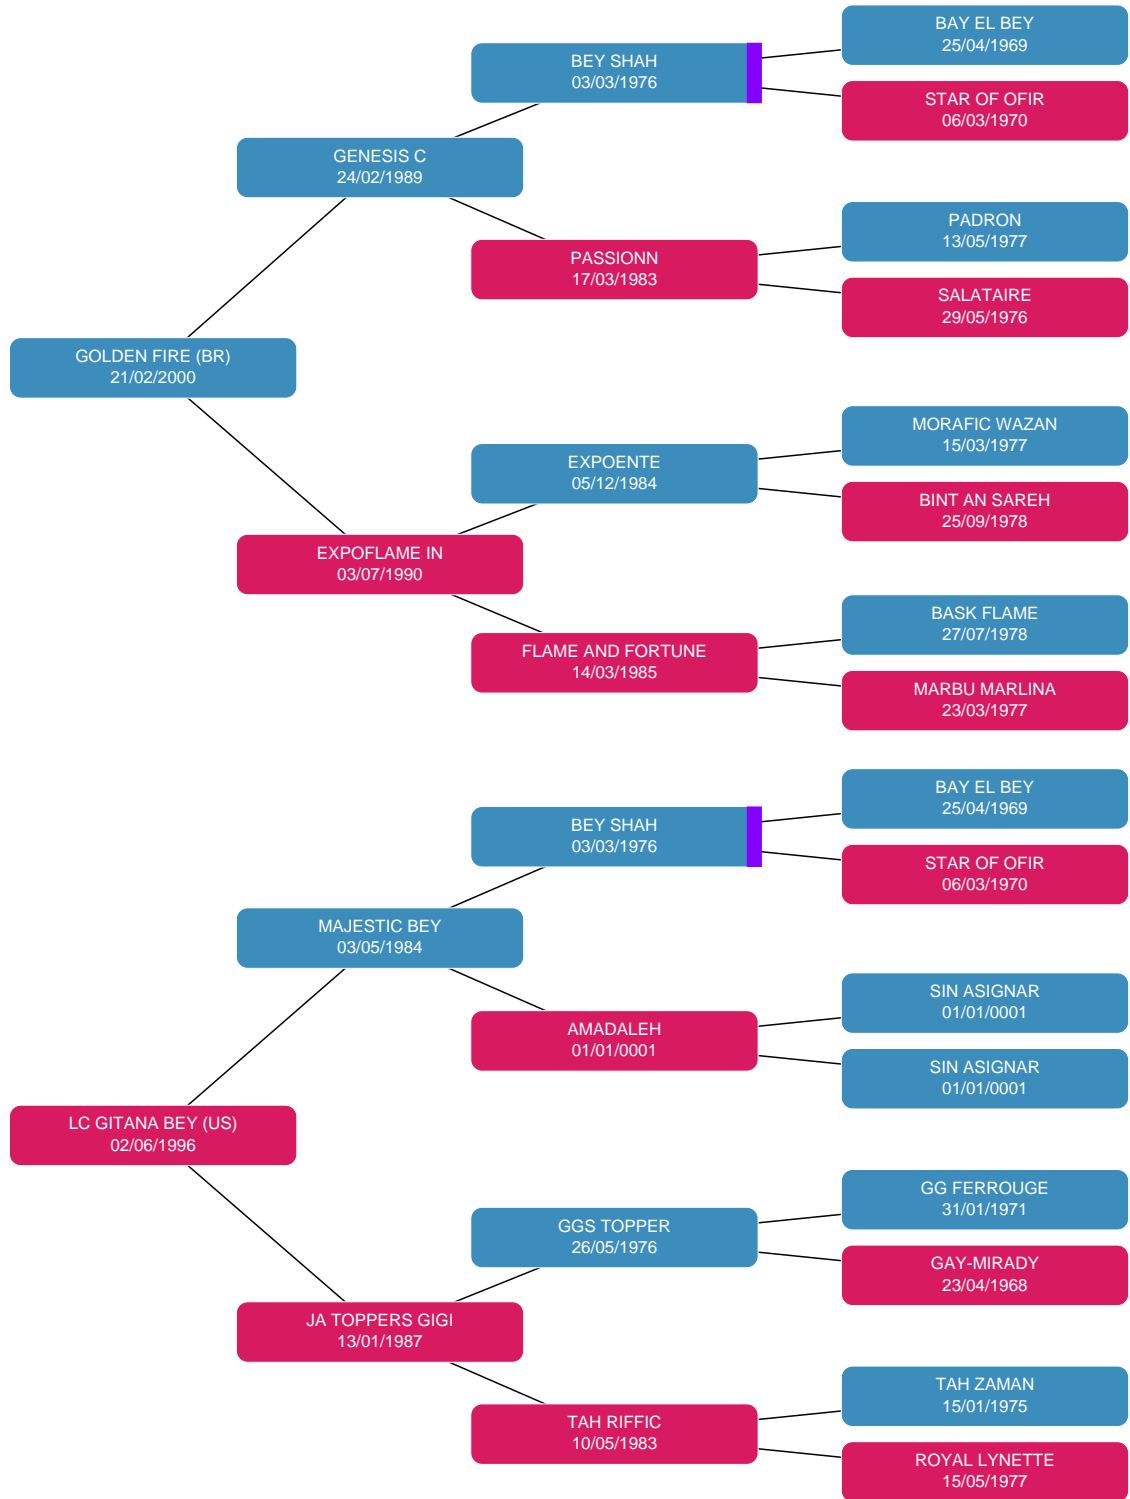 BAY EL BEY
25/04/1969
BEY SHAH
03/03/1976
STAR OF OFIR
06/03/1970
GENESIS C
24/02/1989
PADRON
13/05/1977
PASSIONN
17/03/1983
SALATAIRE
29/05/1976
GOLDEN FIRE (BR)
21/02/2000
MORAFIC WAZAN
15/03/1977
EXPOENTE
05/12/1984
BINT AN SAREH
25/09/1978
EXPOFLAME IN
03/07/1990
BASK FLAME
27/07/1978
FLAME AND FORTUNE
14/03/1985
MARBU MARLINA
23/03/1977
BAY EL BEY
25/04/1969
BEY SHAH
03/03/1976
STAR OF OFIR
06/03/1970
MAJESTIC BEY
03/05/1984
SIN ASIGNAR
01/01/0001
AMADALEH
01/01/0001
SIN ASIGNAR
01/01/0001
LC GITANA BEY (US)
02/06/1996
GG FERROUGE
31/01/1971
GGS TOPPER
26/05/1976
GAY-MIRADY
23/04/1968
JA TOPPERS GIGI
13/01/1987
TAH ZAMAN
15/01/1975
TAH RIFFIC
10/05/1983
ROYAL LYNETTE
15/05/1977